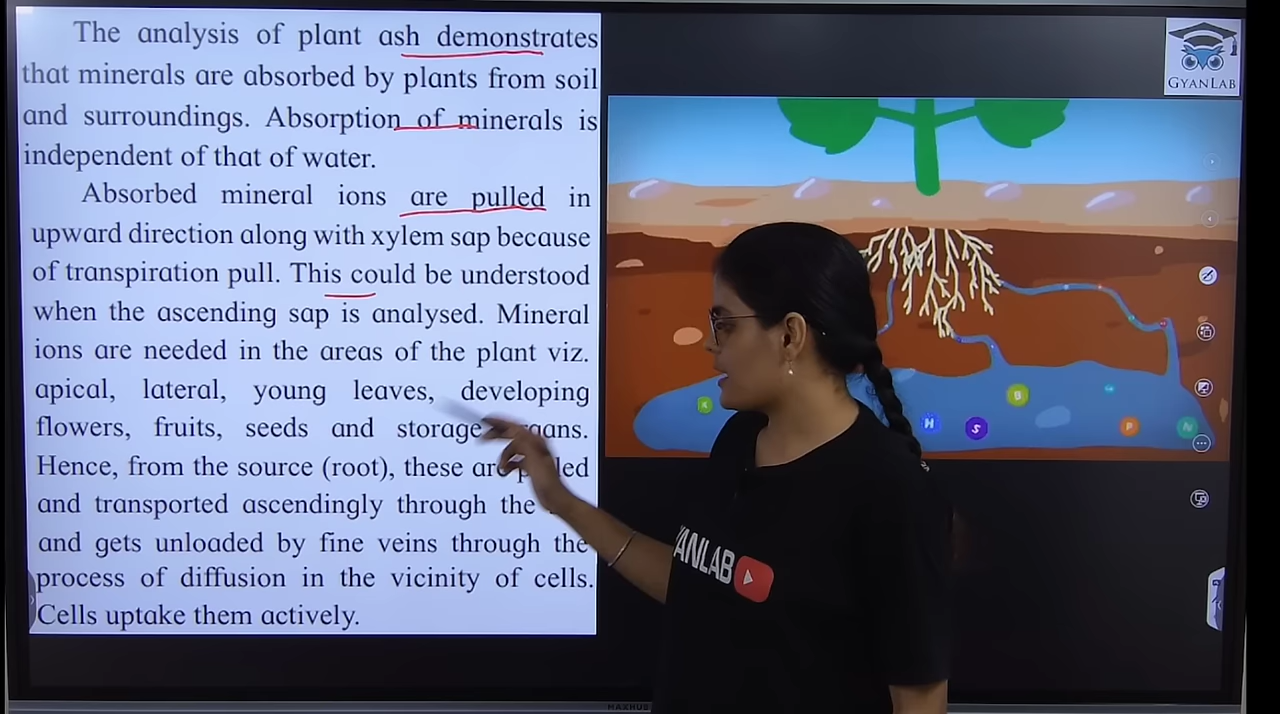 The analysis of plant ash demonstrates
that minerals are absorbed by plants from soil
and surroundings. Absorption of minerals is
independent of that of water.
Absorbed mineral ions are pulled in
upward direction along with xylem sap because
of transpiration pull. This could be understood
when the ascending sap is analysed. Mineral
ions are needed in the areas of the plant viz.
apical, lateral, young leaves, developing
flowers, fruits, seeds and storage
Hence, from the source (root), these are
and transported ascendingly through the
and gets unloaded by fine veins through the
process of diffusion in the vicinity of cells.
Cells uptake them actively.
GYANLAB
K
H
S
B
P
N
YANLAB
MAXHUB